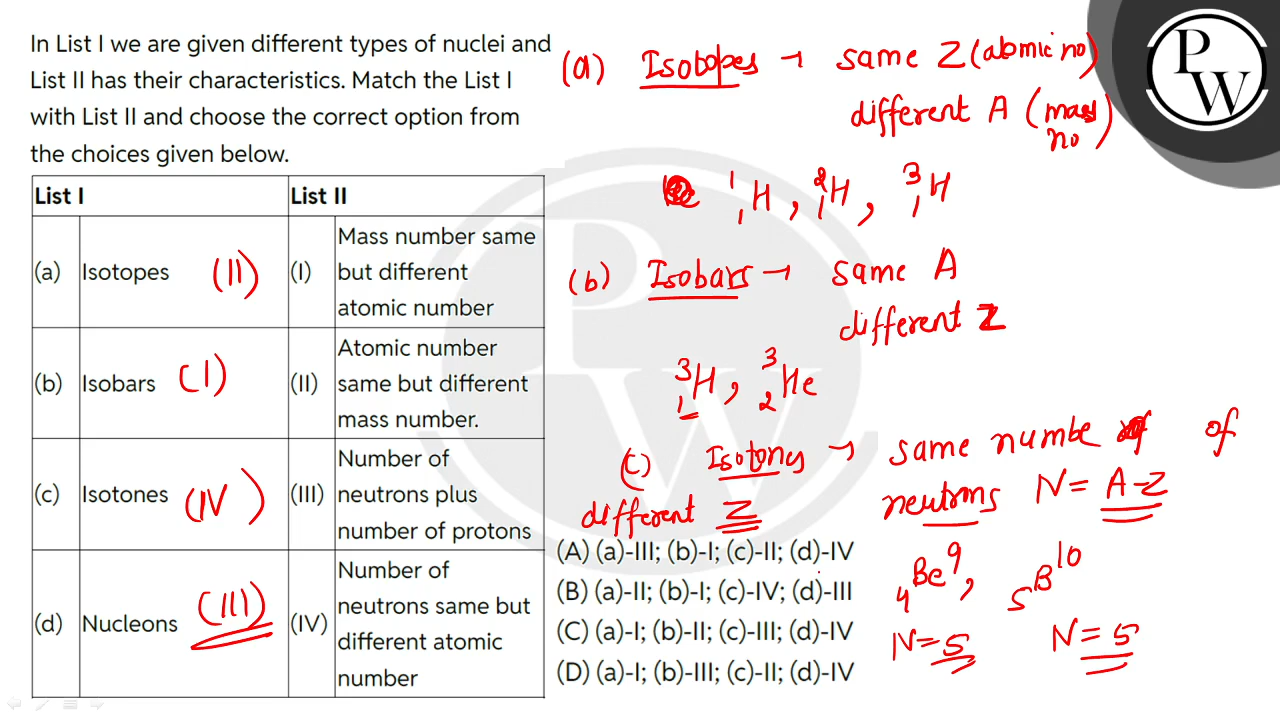 In List I we are given different types of nuclei and
List II has their characteristics. Match the List I
with List II and choose the correct option from
the choices given below.
List I List II
(a) Isotopes (II) (I) Mass number same
but different
atomic number
(b) Isobars (I) (II) Atomic number
same but different
mass number.
(c) Isotones (IV) (III) Number of
neutrons plus
number of protons
(d) Nucleons (III) (IV) Number of
neutrons same but
different atomic
number
(a) Isotopes → same Z (atomic no)
different A (mass
no)
¹₁H, ²₁H, ³₁H
(b) Isobars → same A
different Z
³₁H, ³₂He
(c) Isotones → same numbe of
neutrons N = A-Z
different Z
₄Be⁹, ₅B¹⁰
N=5 N=5
(A) (a)-III; (b)-I; (c)-II; (d)-IV
(B) (a)-II; (b)-I; (c)-IV; (d)-III
(C) (a)-I; (b)-II; (c)-III; (d)-IV
(D) (a)-I; (b)-III; (c)-II; (d)-IV
P
W
P
W